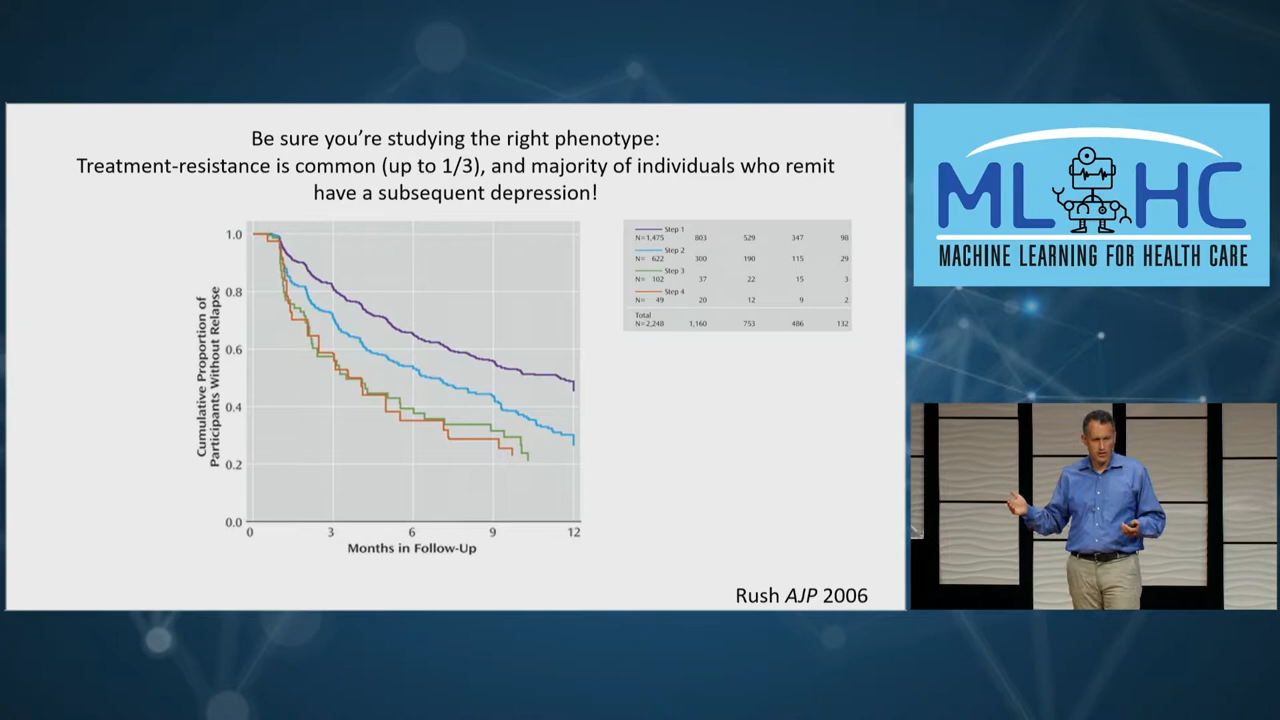 Be sure you're studying the right phenotype:
Treatment-resistance is common (up to 1/3), and majority of individuals who remit
have a subsequent depression!
Cumulative Proportion of
Participants Without Relapse
1.0
0.8
0.6
0.4
0.2
0.0
0 3 6 9 12
Months in Follow-Up
Step 1
N=1,475 803 529 347 98
Step 2
N= 622 300 190 115 29
Step 3
N= 102 37 22 15 3
Step 4
N= 49 20 12 9 2
Total
N=2,248 1,160 753 486 132
Rush AJP 2006
ML HC
MACHINE LEARNING FOR HEALTH CARE